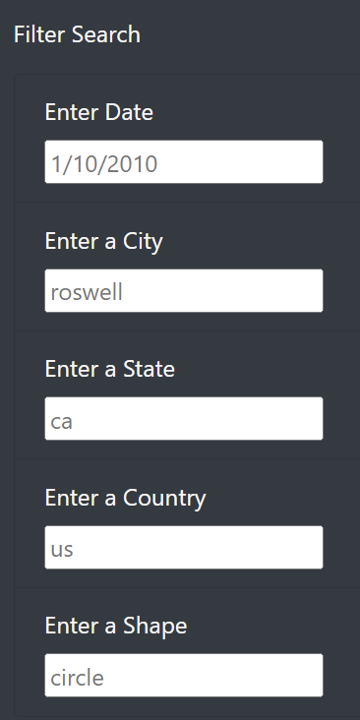 Filter Search
Enter Date
1/10/2010
Enter a City
roswell
Enter a State
ca
Enter a Country
us
Enter a Shape
circle